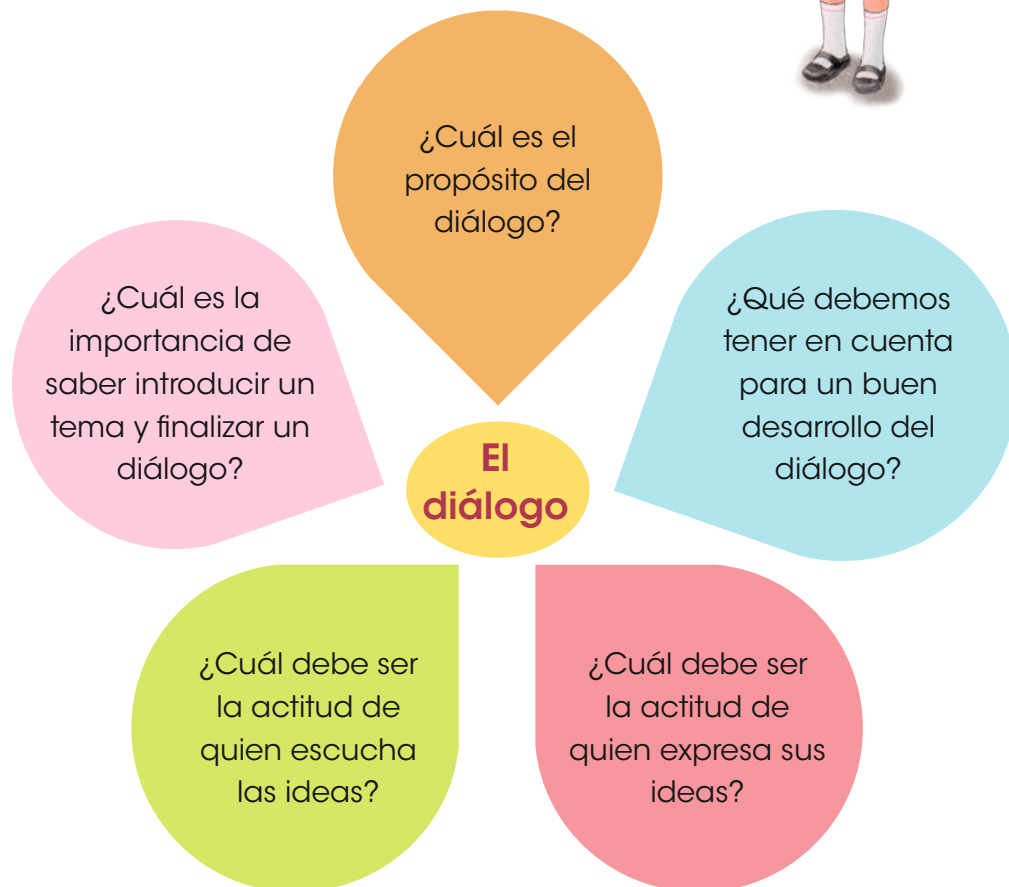 ¿Cuál es el
propósito del
diálogo?
¿Cuál es la
importancia de
saber introducir un
tema y finalizar un
diálogo?
¿Qué debemos
tener en cuenta
para un buen
desarrollo del
diálogo?
El
diálogo
¿Cuál debe ser
la actitud de
quien escucha
las ideas?
¿Cuál debe ser
la actitud de
quien expresa sus
ideas?